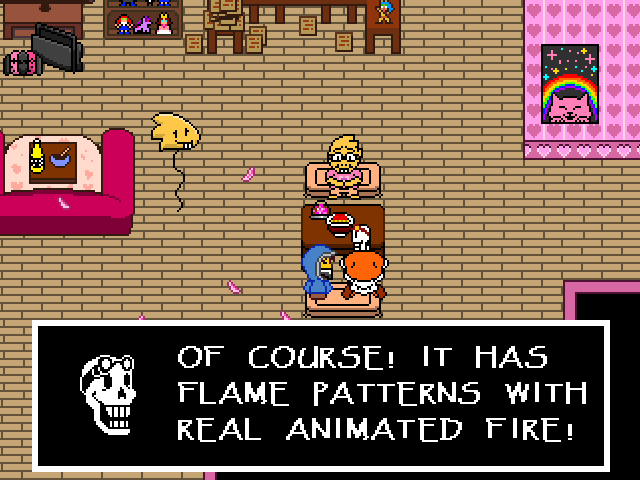 OF COURSE! IT HAS
FLAME PATTERNS WITH
REAL ANIMATED FIRE!